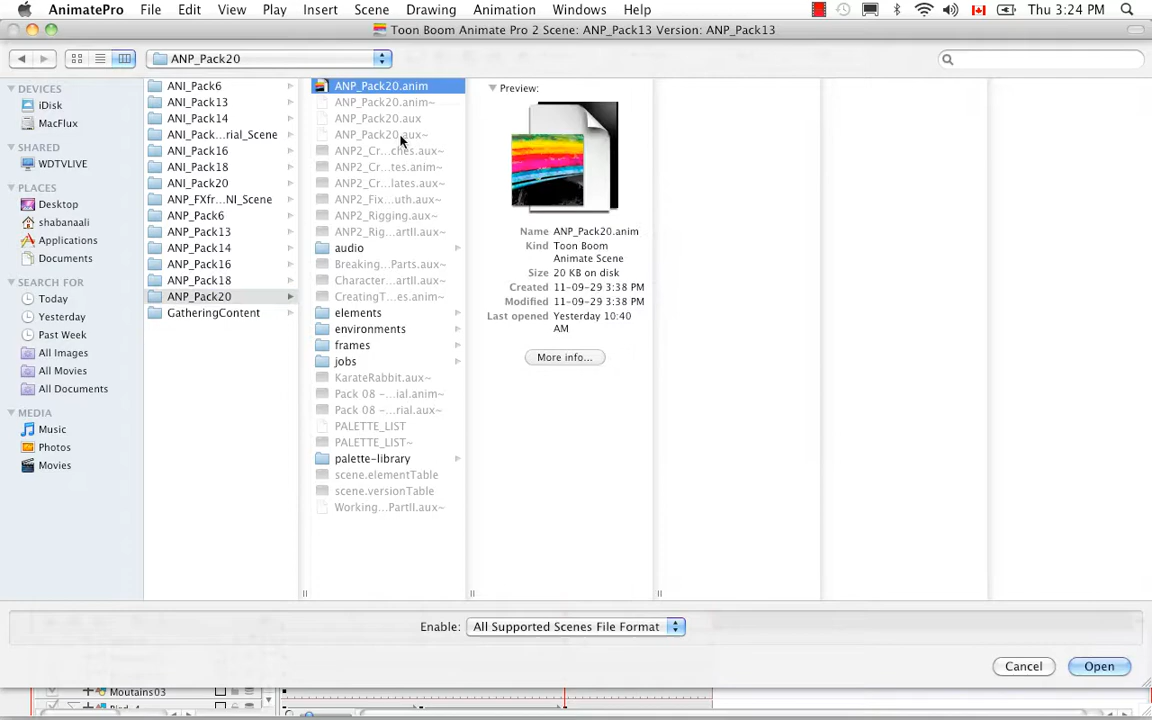 AnimatePro File Edit View Play Insert Scene Drawing Animation Windows Help Thu 3:24 PM
Toon Boom Animate Pro 2 Scene: ANP_Pack13 Version: ANP_Pack13
ANP_Pack20
DEVICES
iDisk
MacFlux
SHARED
WDTVLIVE
PLACES
Desktop
shabanaali
Applications
Documents
SEARCH FOR
Today
Yesterday
Past Week
All Images
All Movies
All Documents
MEDIA
Music
Photos
Movies
ANI_Pack6
ANI_Pack13
ANI_Pack14
ANI_Pack...rial_Scene
ANI_Pack16
ANI_Pack18
ANI_Pack20
ANP_FXfr...NI_Scene
ANP_Pack6
ANP_Pack13
ANP_Pack14
ANP_Pack16
ANP_Pack18
ANP_Pack20
GatheringContent
ANP_Pack20.anim
ANP_Pack20.anim~
ANP_Pack20.aux
ANP_Pack20.aux~
ANP2_Cr...ches.aux~
ANP2_Cr...tes.anim~
ANP2_Cr...lates.aux~
ANP2_Fix...uth.aux~
ANP2_Rigging.aux~
ANP2_Rig...artII.aux~
audio
Breaking...Parts.aux~
Character...artII.aux~
CreatingT...es.anim~
elements
environments
frames
jobs
KarateRabbit.aux~
Pack 08 -...ial.anim~
Pack 08 -...rial.aux~
PALETTE_LIST
PALETTE_LIST~
palette-library
scene.elementTable
scene.versionTable
Working...PartII.aux~
Preview:
Name ANP_Pack20.anim
Kind Toon Boom
Animate Scene
Size 20 KB on disk
Created 11-09-29 3:38 PM
Modified 11-09-29 3:38 PM
Last opened Yesterday 10:40
AM
More info...
Enable: All Supported Scenes File Format
Cancel Open
Moutains03